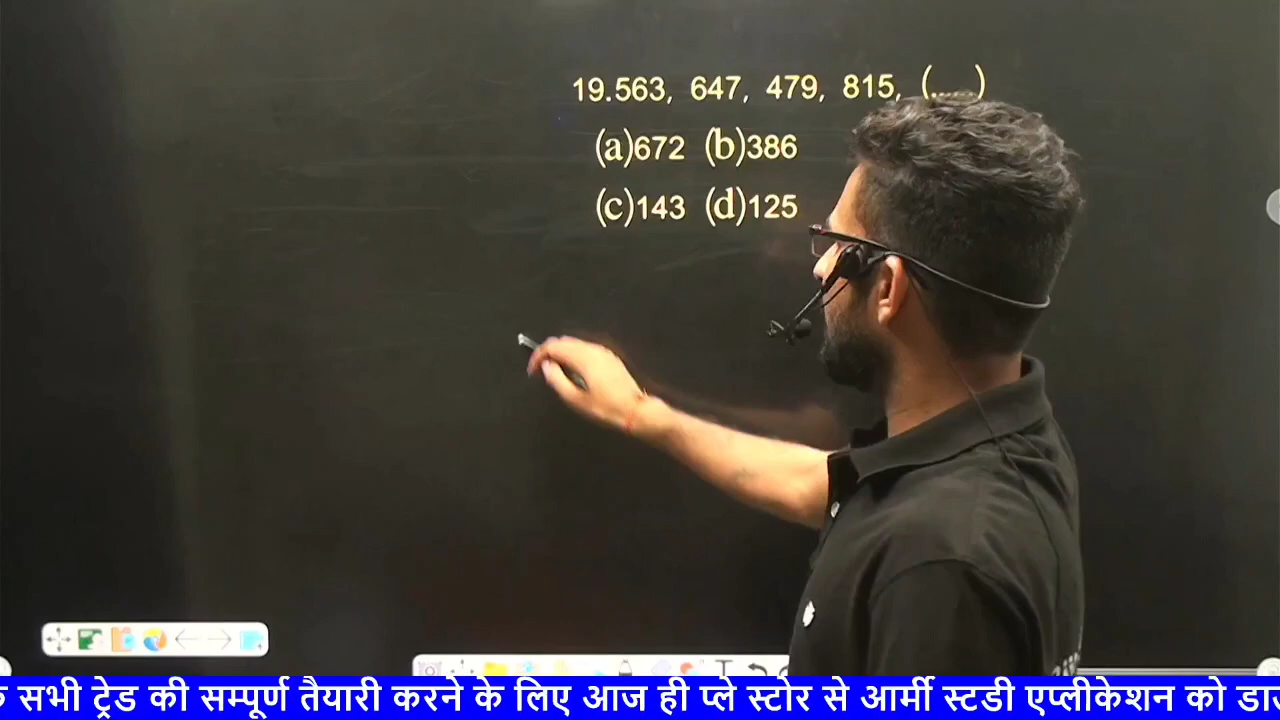 19.563, 647, 479, 815, (......)
(a)672 (b)386
(c)143 (d)125
सभी ट्रेड की सम्पूर्ण तैयारी करने के लिए आज ही प्ले स्टोर से आर्मी स्टडी एप्लीकेशन को